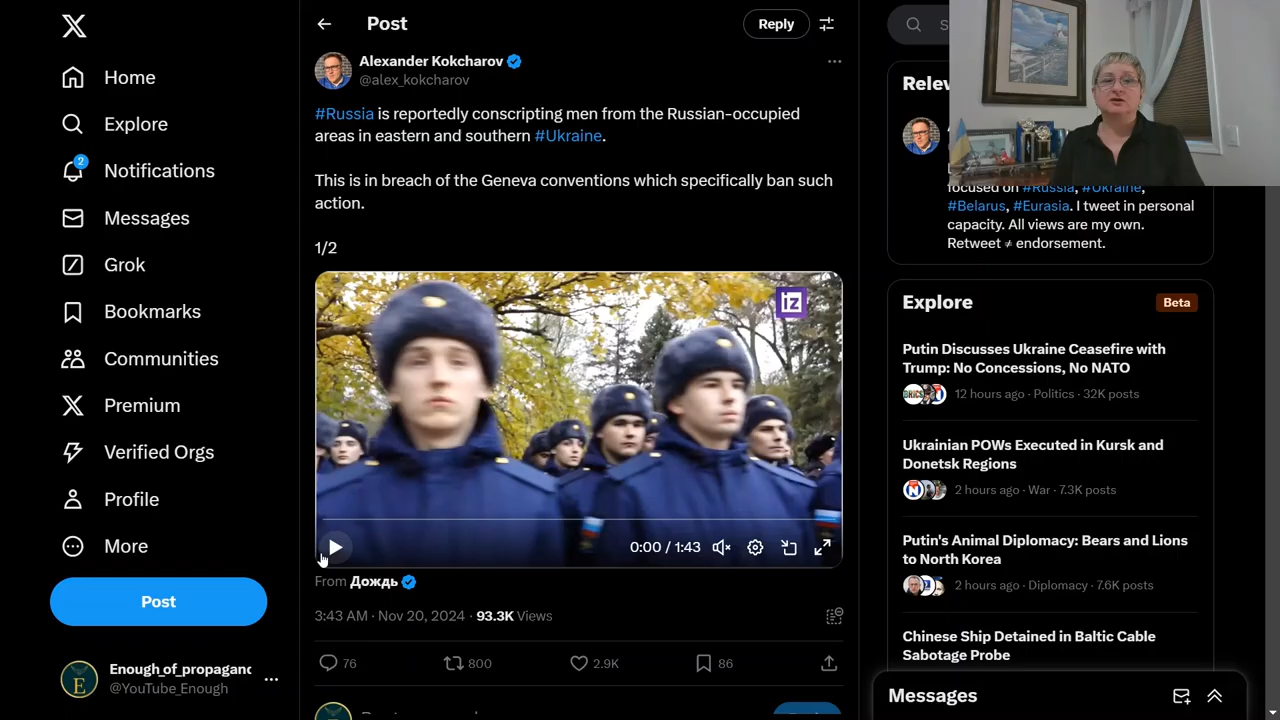 Home
Explore
Notifications
2
Messages
Grok
Bookmarks
Communities
Premium
Verified Orgs
Profile
More
Post
Enough_of_propaganc
@YouTube_Enough
E
Post
Reply
Alexander Kokcharov
@alex_kokcharov
#Russia is reportedly conscripting men from the Russian-occupied
areas in eastern and southern #Ukraine.
This is in breach of the Geneva conventions which specifically ban such
action.
1/2
iz
0:00 / 1:43
From Дождь
3:43 AM · Nov 20, 2024 · 93.3K Views
76
800
2.9K
86
focused on #Russia, #Ukraine,
#Belarus, #Eurasia. I tweet in personal
capacity. All views are my own.
Retweet ≠ endorsement.
Explore
Beta
Putin Discusses Ukraine Ceasefire with
Trump: No Concessions, No NATO
12 hours ago · Politics · 32K posts
Ukrainian POWs Executed in Kursk and
Donetsk Regions
2 hours ago · War · 7.3K posts
Putin's Animal Diplomacy: Bears and Lions
to North Korea
2 hours ago · Diplomacy · 7.6K posts
Chinese Ship Detained in Baltic Cable
Sabotage Probe
Messages